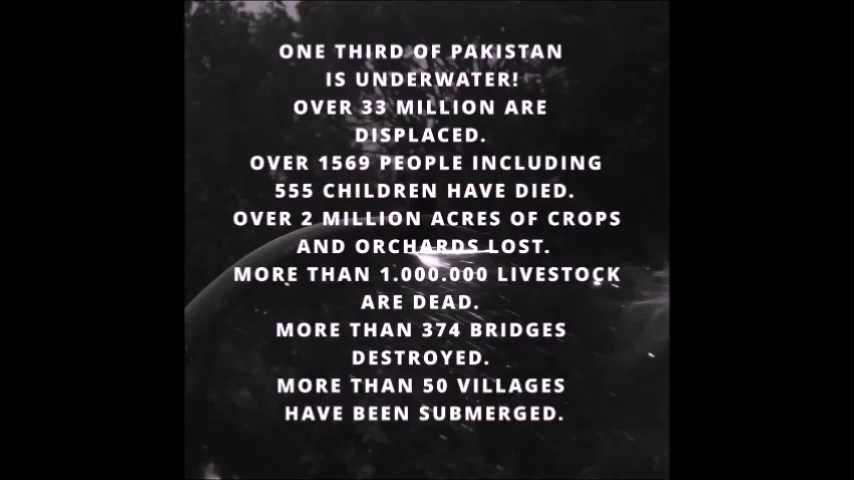 ONE THIRD OF PAKISTAN
IS UNDERWATER!
OVER 33 MILLION ARE
DISPLACED.
OVER 1569 PEOPLE INCLUDING
555 CHILDREN HAVE DIED.
OVER 2 MILLION ACRES OF CROPS
AND ORCHARDS LOST.
MORE THAN 1.000.000 LIVESTOCK
ARE DEAD.
MORE THAN 374 BRIDGES
DESTROYED.
MORE THAN 50 VILLAGES
HAVE BEEN SUBMERGED.